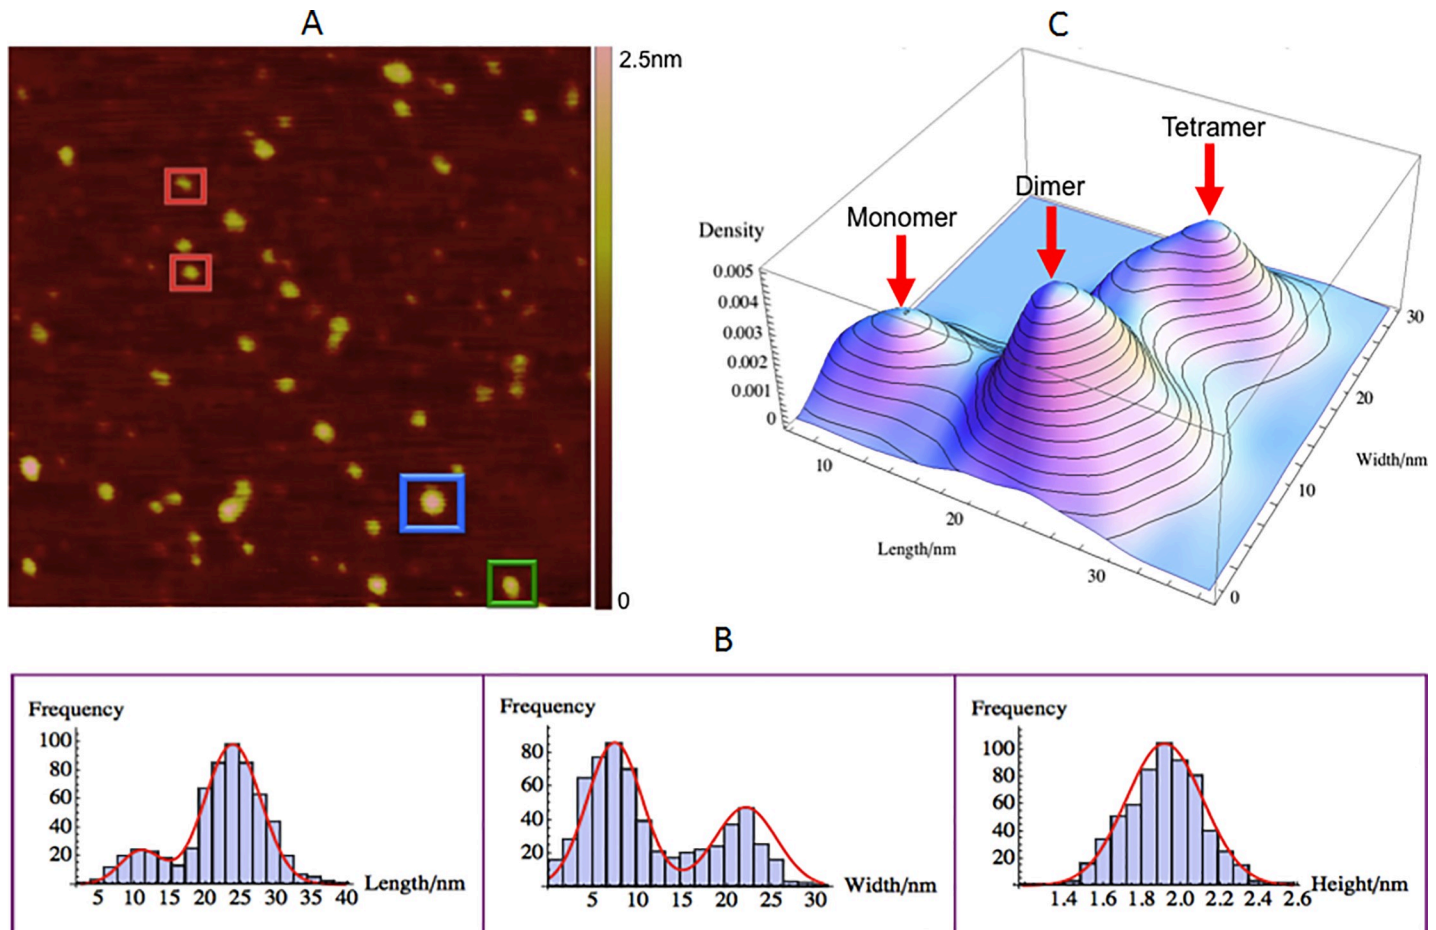 A
2.5nm
0
C
Tetramer
Dimer
Monomer
Density
0.005
0.004
0.003
0.002
0.001
0
10
20
30
Length/nm
30
20
10
0
Width/nm
B
Frequency
100
80
60
40
20
5 10 15 20 25 30 35 40
Length/nm
Frequency
80
60
40
20
5 10 15 20 25 30
Width/nm
Frequency
100
80
60
40
20
1.4 1.6 1.8 2.0 2.2 2.4 2.6
Height/nm